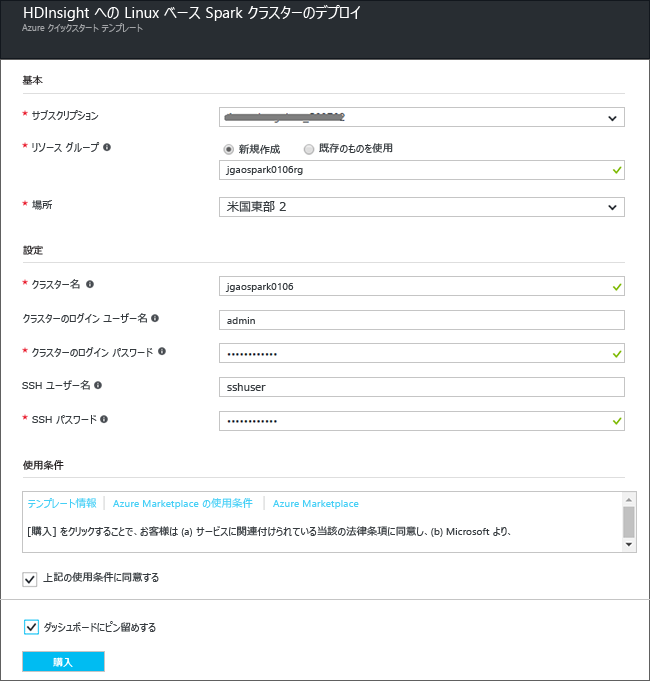 HDInsight への Linux ベース Spark クラスターのデプロイ
Azure クイックスタート テンプレート
基本
* サブスクリプション
* リソース グループ
新規作成
既存のものを使用
jgaospark0106rg
* 場所
米国東部 2
設定
* クラスター名
jgaospark0106
クラスターのログイン ユーザー名
admin
* クラスターのログイン パスワード
••••••••••••
SSH ユーザー名
sshuser
* SSH パスワード
••••••••••••
使用条件
テンプレート情報 | Azure Marketplace の使用条件 | Azure Marketplace
[購入] をクリックすることで、お客様は (a) サービスに関連付けられている当該の法律条項に同意し、(b) Microsoft より、
上記の使用条件に同意する
ダッシュボードにピン留めする
購入